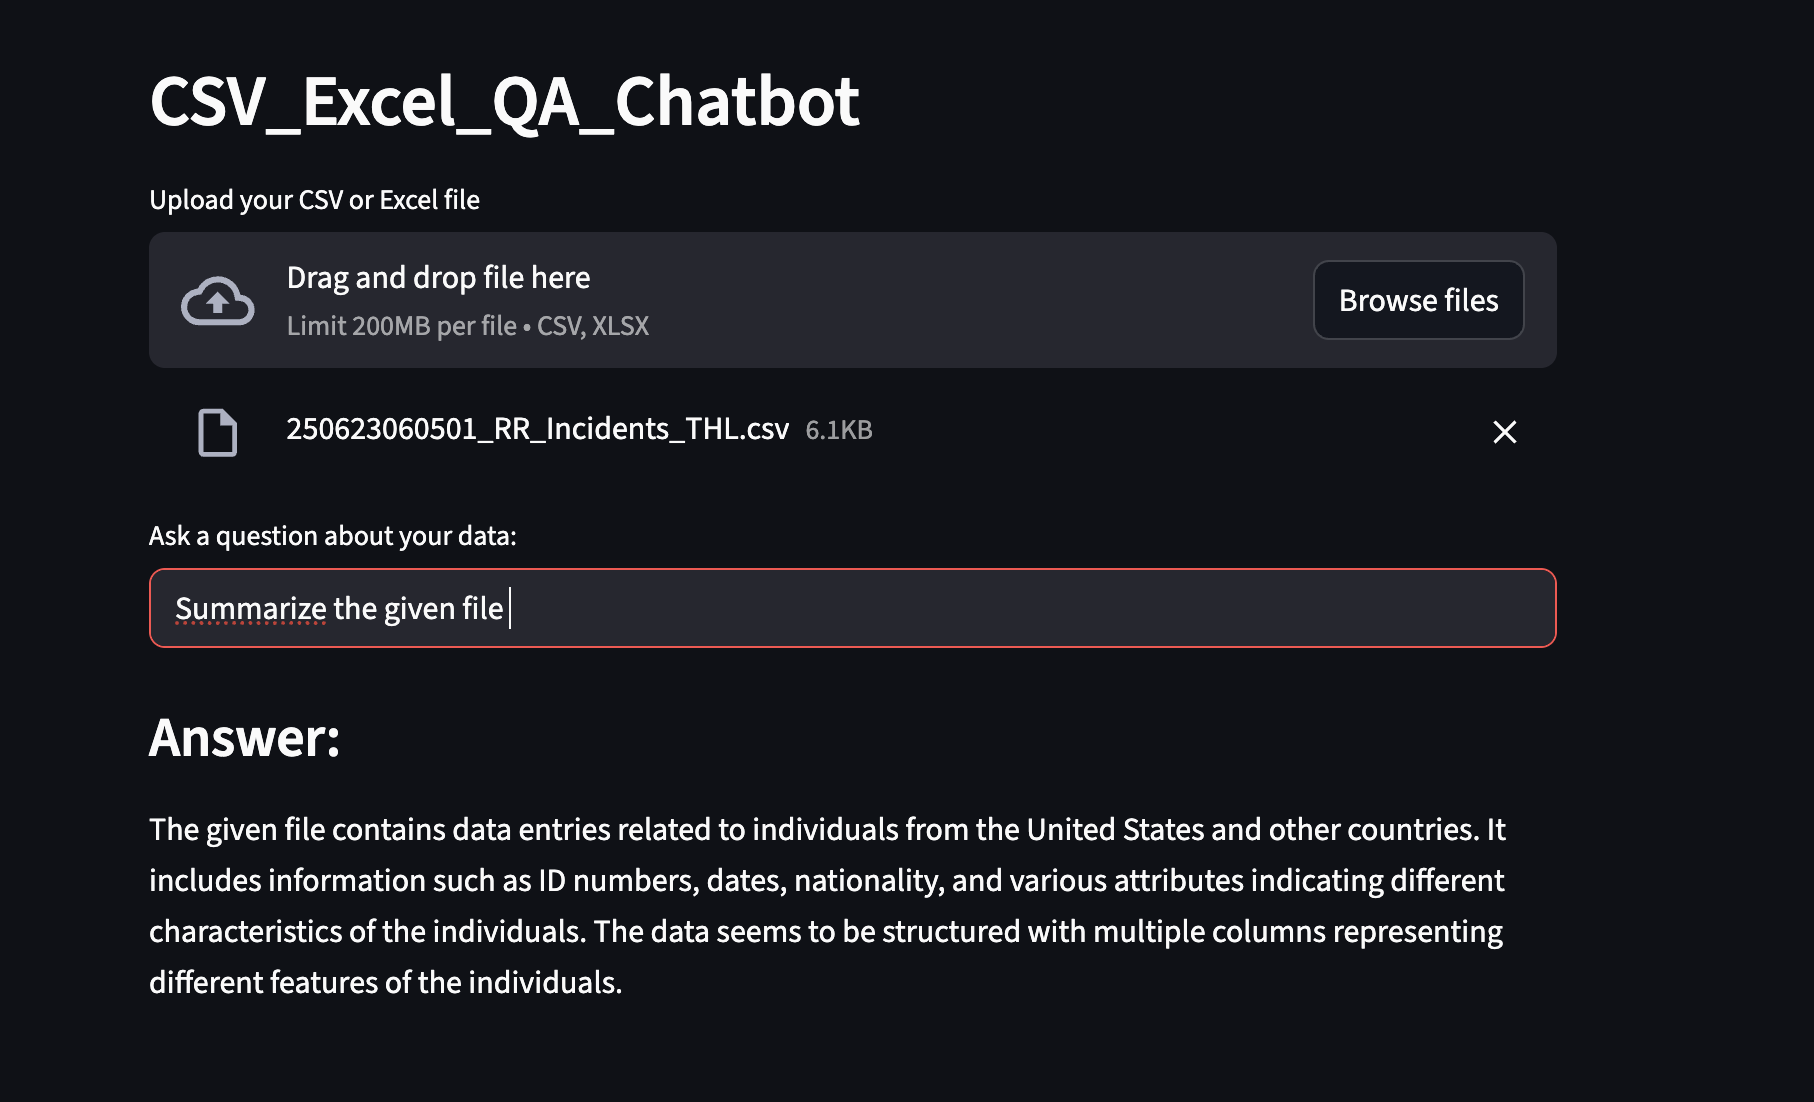 CSV_Excel_QA_Chatbot
Upload your CSV or Excel file
Drag and drop file here
Limit 200MB per file • CSV, XLSX
Browse files
250623060501_RR_Incidents_THL.csv 6.1KB
Ask a question about your data:
Summarize the given file
Answer:
The given file contains data entries related to individuals from the United States and other countries. It
includes information such as ID numbers, dates, nationality, and various attributes indicating different
characteristics of the individuals. The data seems to be structured with multiple columns representing
different features of the individuals.